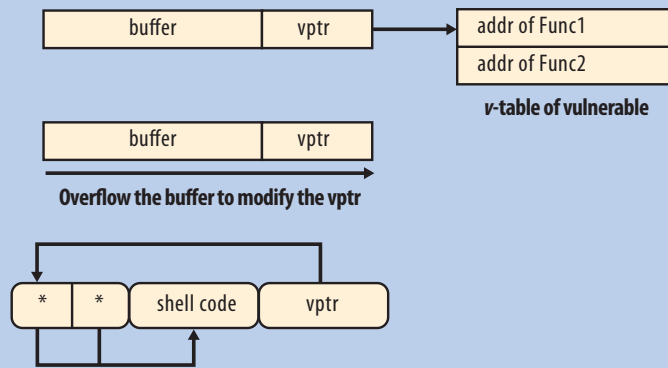 buffer vptr addr of Func1
addr of Func2
v-table of vulnerable
buffer vptr
Overflow the buffer to modify the vptr
* * shell code vptr